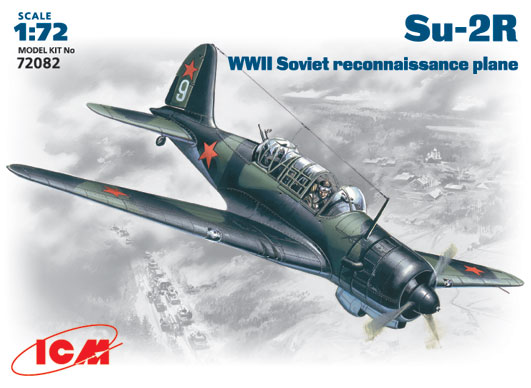 SCALE
1:72
MODEL KIT No
72082
Su-2R
WWII Soviet reconnaissance plane
9
ICM